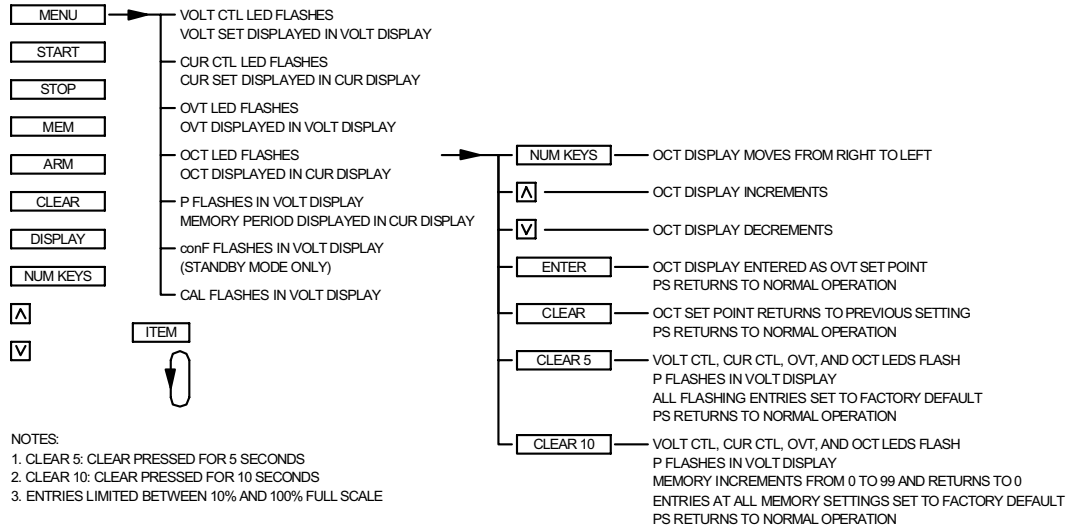 MENU
START
STOP
MEM
ARM
CLEAR
DISPLAY
NUM KEYS
VOLT CTL LED FLASHES
VOLT SET DISPLAYED IN VOLT DISPLAY
CUR CTL LED FLASHES
CUR SET DISPLAYED IN CUR DISPLAY
OVT LED FLASHES
OVT DISPLAYED IN VOLT DISPLAY
OCT LED FLASHES
OCT DISPLAYED IN CUR DISPLAY
P FLASHES IN VOLT DISPLAY
MEMORY PERIOD DISPLAYED IN CUR DISPLAY
conF FLASHES IN VOLT DISPLAY
(STANDBY MODE ONLY)
CAL FLASHES IN VOLT DISPLAY
ITEM
NUM KEYS
OCT DISPLAY MOVES FROM RIGHT TO LEFT
OCT DISPLAY INCREMENTS
OCT DISPLAY DECREMENTS
ENTER
OCT DISPLAY ENTERED AS OVT SET POINT
PS RETURNS TO NORMAL OPERATION
CLEAR
OCT SET POINT RETURNS TO PREVIOUS SETTING
PS RETURNS TO NORMAL OPERATION
CLEAR 5
VOLT CTL, CUR CTL, OVT, AND OCT LEDS FLASH
P FLASHES IN VOLT DISPLAY
ALL FLASHING ENTRIES SET TO FACTORY DEFAULT
PS RETURNS TO NORMAL OPERATION
CLEAR 10
VOLT CTL, CUR CTL, OVT, AND OCT LEDS FLASH
P FLASHES IN VOLT DISPLAY
MEMORY INCREMENTS FROM 0 TO 99 AND RETURNS TO 0
ENTRIES AT ALL MEMORY SETTINGS SET TO FACTORY DEFAULT
PS RETURNS TO NORMAL OPERATION
NOTES:
1. CLEAR 5: CLEAR PRESSED FOR 5 SECONDS
2. CLEAR 10: CLEAR PRESSED FOR 10 SECONDS
3. ENTRIES LIMITED BETWEEN 10% AND 100% FULL SCALE